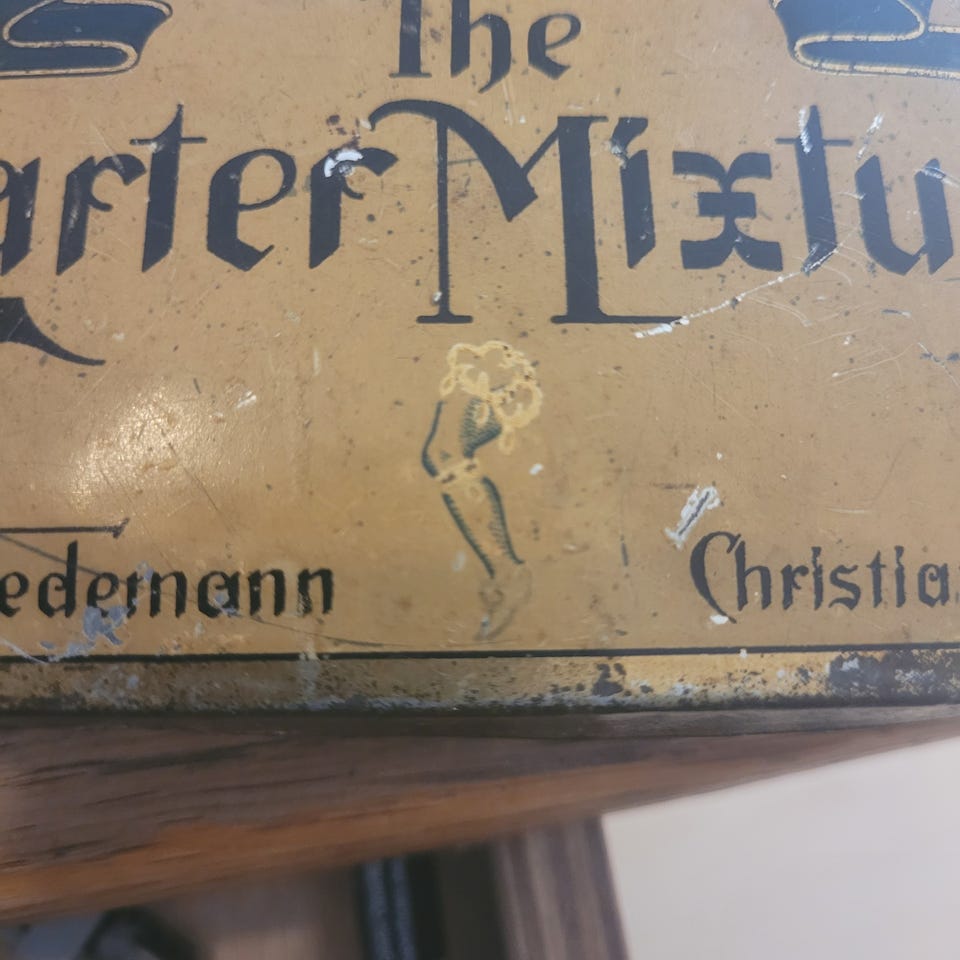 The
arter Mixtu
edemann Christia